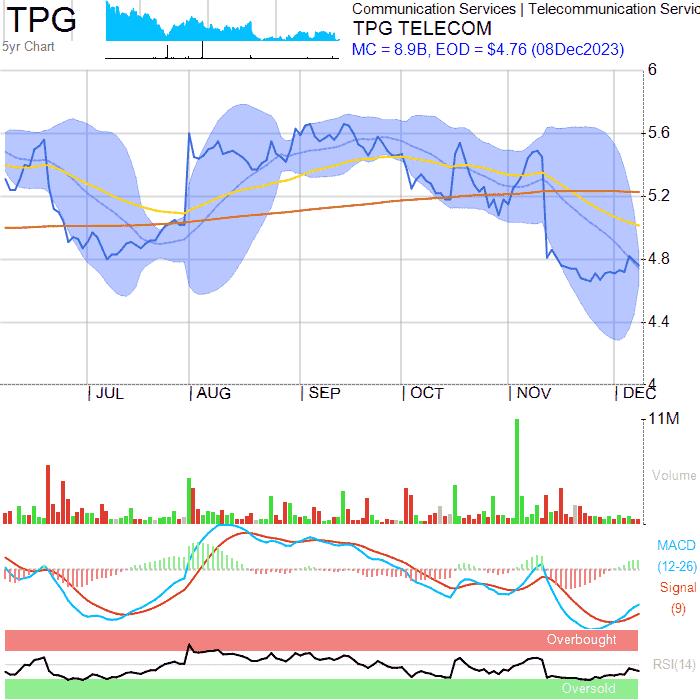 TPG
5yr Chart
Communication Services | Telecommunication Servic
TPG TELECOM
MC = 8.9B, EOD = $4.76 (08Dec2023)
6
5.6
5.2
4.8
4.4
4
JUL AUG SEP OCT NOV DEC
11M
Volume
MACD
(12-26)
Signal
(9)
Overbought
RSI(14)
Oversold